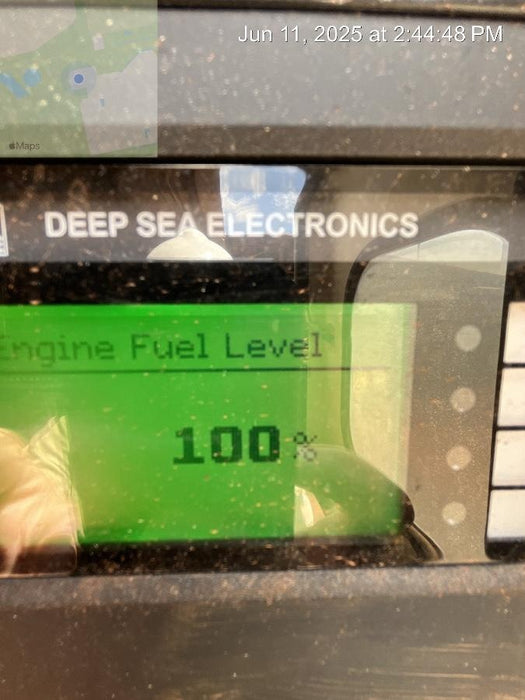 Jun 11, 2025 at 2:44:48 PM
Maps
DEEP SEA ELECTRONICS
Engine Fuel Level
100 %